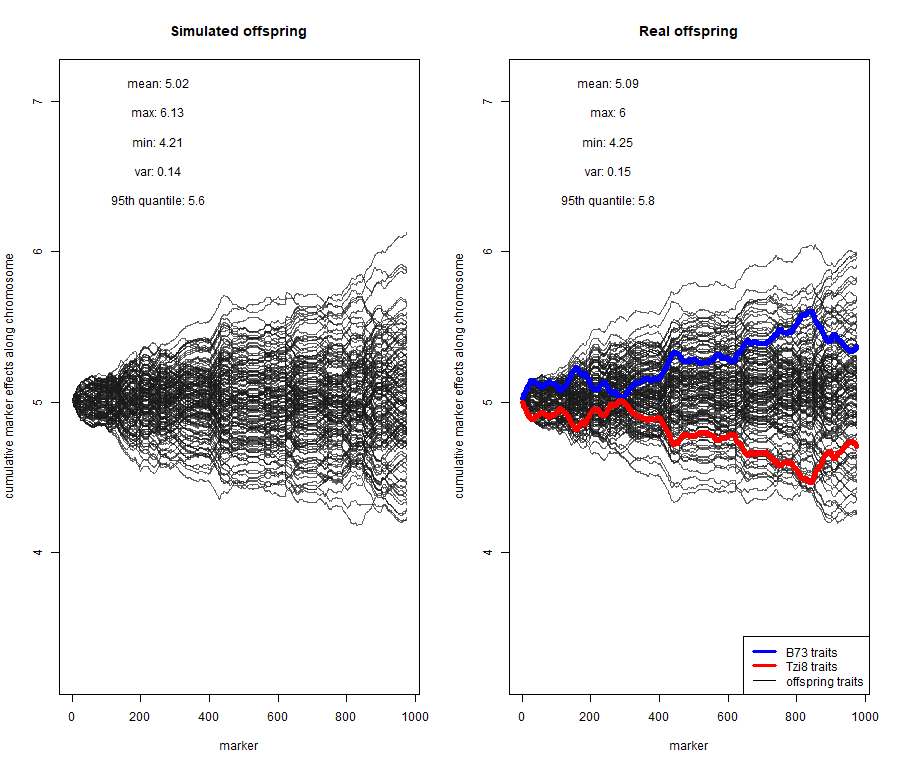 Simulated offspring
mean: 5.02
max: 6.13
min: 4.21
var: 0.14
95th quantile: 5.6
cumulative marker effects along chromosome
7
6
5
4
0 200 400 600 800 1000
marker
Real offspring
mean: 5.09
max: 6
min: 4.25
var: 0.15
95th quantile: 5.8
cumulative marker effects along chromosome
7
6
5
4
B73 traits
Tzi8 traits
offspring traits
0 200 400 600 800 1000
marker